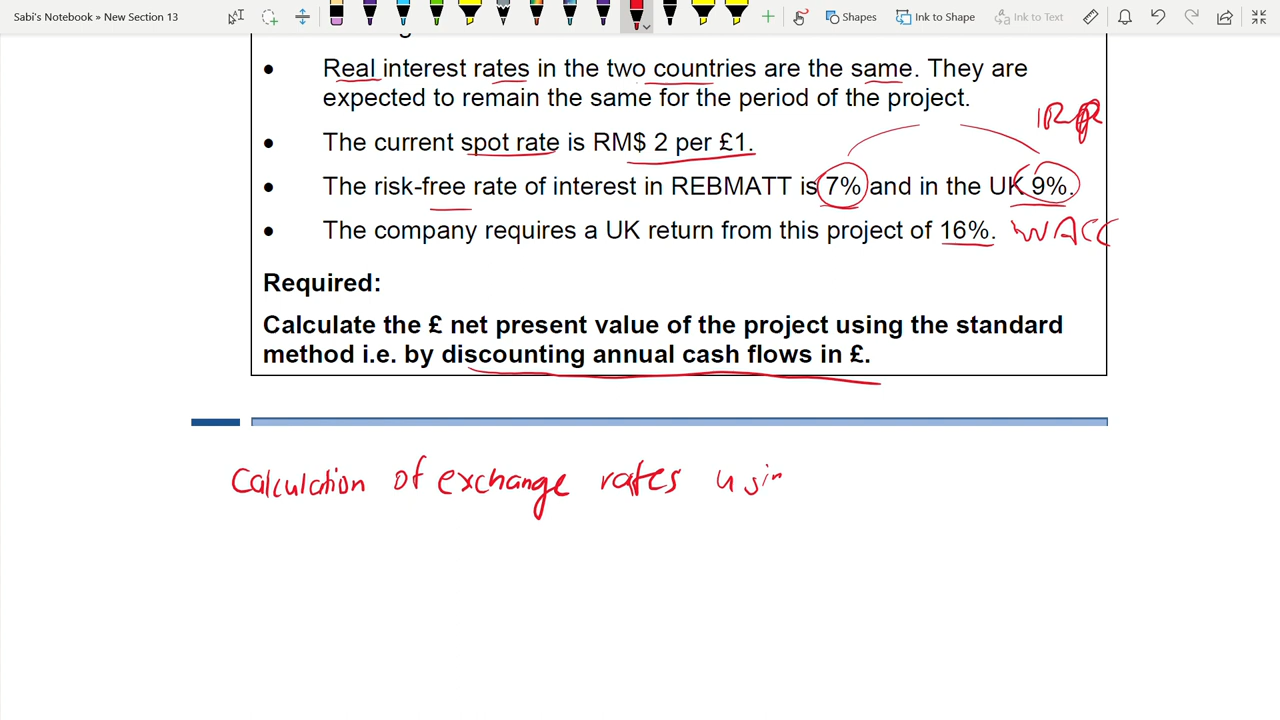 Sabi's Notebook » New Section 13
Shapes
Ink to Shape
Ink to Text
• Real interest rates in the two countries are the same. They are
expected to remain the same for the period of the project.
IRP
• The current spot rate is RM$ 2 per £1.
• The risk-free rate of interest in REBMATT is 7% and in the UK 9%.
• The company requires a UK return from this project of 16%. WACC
Required:
Calculate the £ net present value of the project using the standard
method i.e. by discounting annual cash flows in £.
Calculation of exchange rates usin